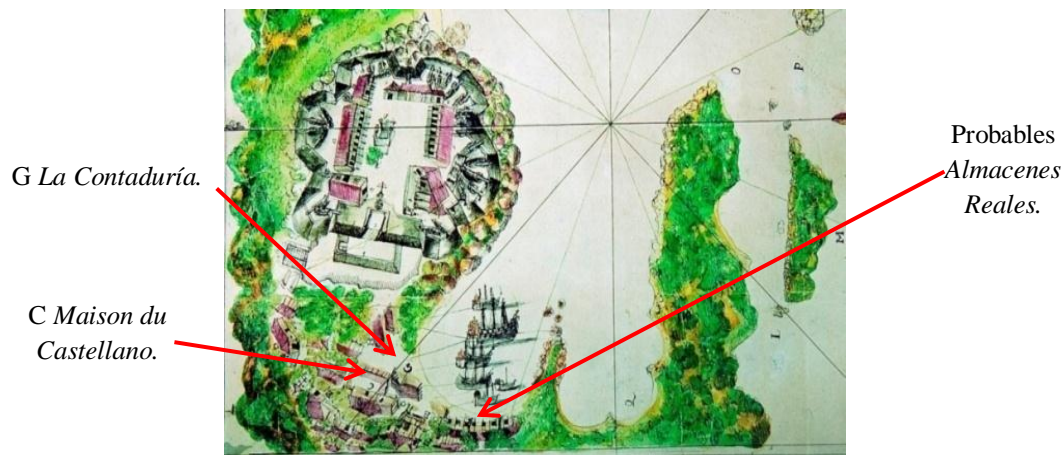 G La Contaduría.
C Maison du
Castellano.
Probables
Almacenes
Reales.
A
O
P
M
I
Q
G
C